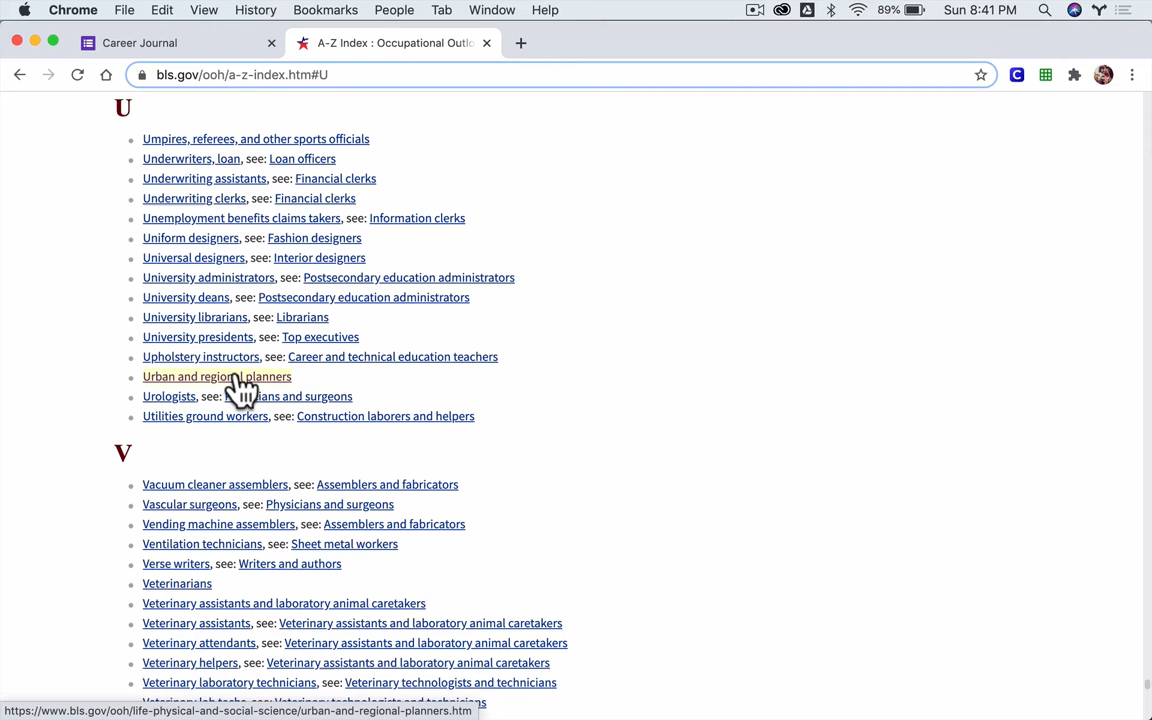 Chrome File Edit View History Bookmarks People Tab Window Help 89% Sun 8:41 PM
Career Journal A-Z Index : Occupational Outlo
bls.gov/ooh/a-z-index.htm#U
U
Umpires, referees, and other sports officials
Underwriters, loan, see: Loan officers
Underwriting assistants, see: Financial clerks
Underwriting clerks, see: Financial clerks
Unemployment benefits claims takers, see: Information clerks
Uniform designers, see: Fashion designers
Universal designers, see: Interior designers
University administrators, see: Postsecondary education administrators
University deans, see: Postsecondary education administrators
University librarians, see: Librarians
University presidents, see: Top executives
Upholstery instructors, see: Career and technical education teachers
Urban and regional planners
Urologists, see: ians and surgeons
Utilities ground workers, see: Construction laborers and helpers
V
Vacuum cleaner assemblers, see: Assemblers and fabricators
Vascular surgeons, see: Physicians and surgeons
Vending machine assemblers, see: Assemblers and fabricators
Ventilation technicians, see: Sheet metal workers
Verse writers, see: Writers and authors
Veterinarians
Veterinary assistants and laboratory animal caretakers
Veterinary assistants, see: Veterinary assistants and laboratory animal caretakers
Veterinary attendants, see: Veterinary assistants and laboratory animal caretakers
Veterinary helpers, see: Veterinary assistants and laboratory animal caretakers
Veterinary laboratory technicians, see: Veterinary technologists and technicians
https://www.bls.gov/ooh/life-physical-and-social-science/urban-and-regional-planners.htm